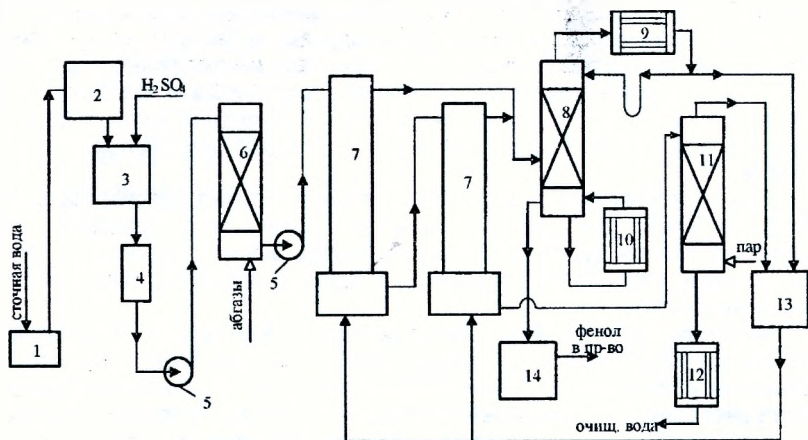 9
2
H₂SO₄
8
6
7
7
11
3
10
пар
4
5
сточная вода
абгазы
13
1
фенол
в пр-во
14
12
5
очищ. вода